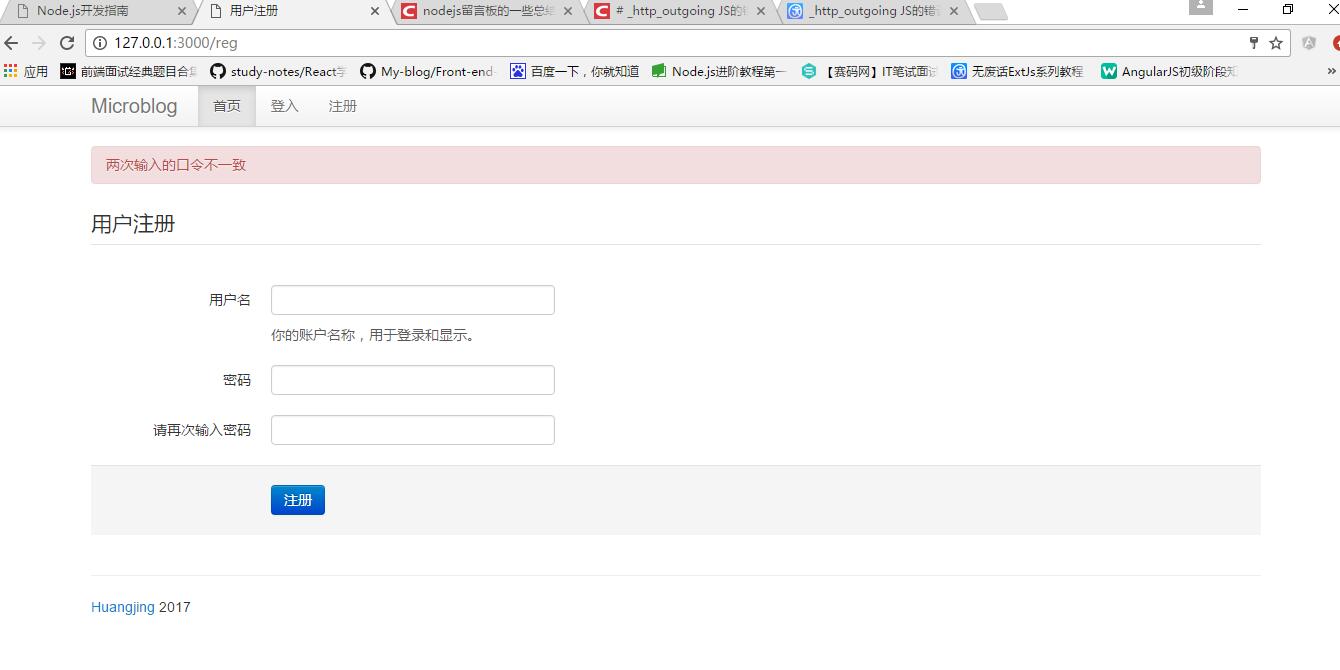 Node.js开发指南 用户注册 nodejs留言板的一些总结 # _http_outgoing JS的错 _http_outgoing JS的错
127.0.0.1:3000/reg
应用 前端面试经典题目合集 study-notes/React学 My-blog/Front-end- 百度一下，你就知道 Node.js进阶教程第一 【赛码网】IT笔试面试 无废话ExtJs系列教程 AngularJS初级阶段知 »
Microblog 首页 登入 注册
两次输入的口令不一致
用户注册
用户名
你的账户名称，用于登录和显示。
密码
请再次输入密码
注册
Huangjing 2017